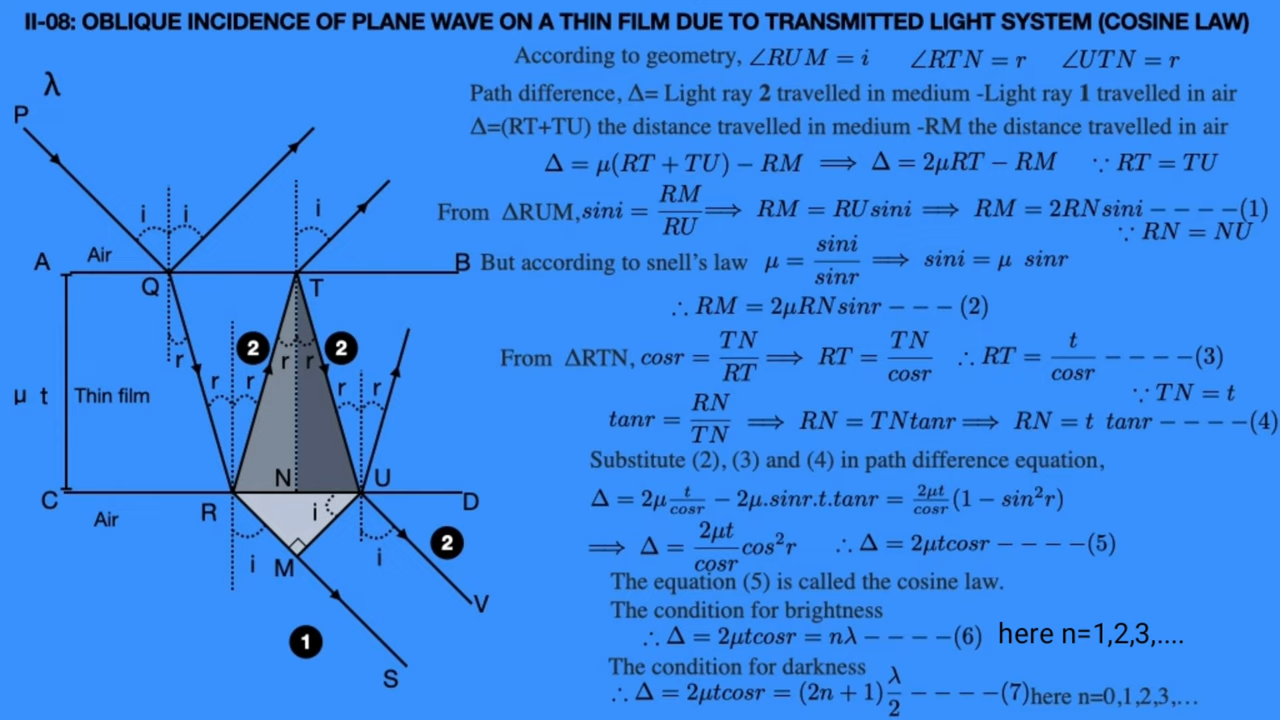 II-08: OBLIQUE INCIDENCE OF PLANE WAVE ON A THIN FILM DUE TO TRANSMITTED LIGHT SYSTEM (COSINE LAW)
According to geometry, ∠RUM = i ∠RTN = r ∠UTN = r
Path difference, Δ= Light ray 2 travelled in medium -Light ray 1 travelled in air
Δ=(RT+TU) the distance travelled in medium -RM the distance travelled in air
Δ = μ(RT + TU) − RM ⟹ Δ = 2μRT − RM ∵ RT = TU
From ΔRUM, sini = RM/RU ⟹ RM = RUsini ⟹ RM = 2RNsini − − − −(1)
∵ RN = NU
But according to snell's law μ = sini/sinr ⟹ sini = μ sinr
∴ RM = 2μRNsinr − − − (2)
From ΔRTN, cosr = TN/RT ⟹ RT = TN/cosr ∴ RT = t/cosr − − − −(3)
∵ TN = t
tanr = RN/TN ⟹ RN = TNtanr ⟹ RN = t tanr − − − −(4)
Substitute (2), (3) and (4) in path difference equation,
Δ = 2μ t/cosr − 2μ.sinr.t.tanr = 2μt/cosr (1 − sin²r)
⟹ Δ = 2μt/cosr cos²r ∴ Δ = 2μtcosr − − − −(5)
The equation (5) is called the cosine law.
The condition for brightness
∴ Δ = 2μtcosr = nλ − − − −(6) here n=1,2,3,....
The condition for darkness
∴ Δ = 2μtcosr = (2n + 1) λ/2 − − − −(7) here n=0,1,2,3,...
λ
P
i i i
A Air B
Q T
2 2
r r r r r r r
μ t Thin film
N U
C D
Air R i
2
i M i
V
1
S